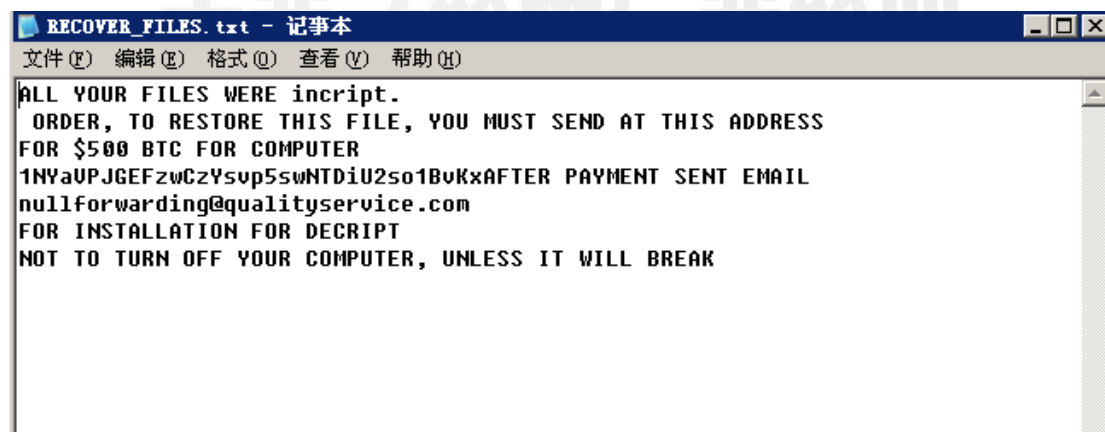 RECOVER_FILES.txt - 记事本
文件(F) 编辑(E) 格式(O) 查看(V) 帮助(H)
ALL YOUR FILES WERE incript.
ORDER, TO RESTORE THIS FILE, YOU MUST SEND AT THIS ADDRESS
FOR $500 BTC FOR COMPUTER
1NYaVPJGEFzwCzYsvp5swNTDiU2so1BvKxAFTER PAYMENT SENT EMAIL
nullforwarding@qualityservice.com
FOR INSTALLATION FOR DECRIPT
NOT TO TURN OFF YOUR COMPUTER, UNLESS IT WILL BREAK